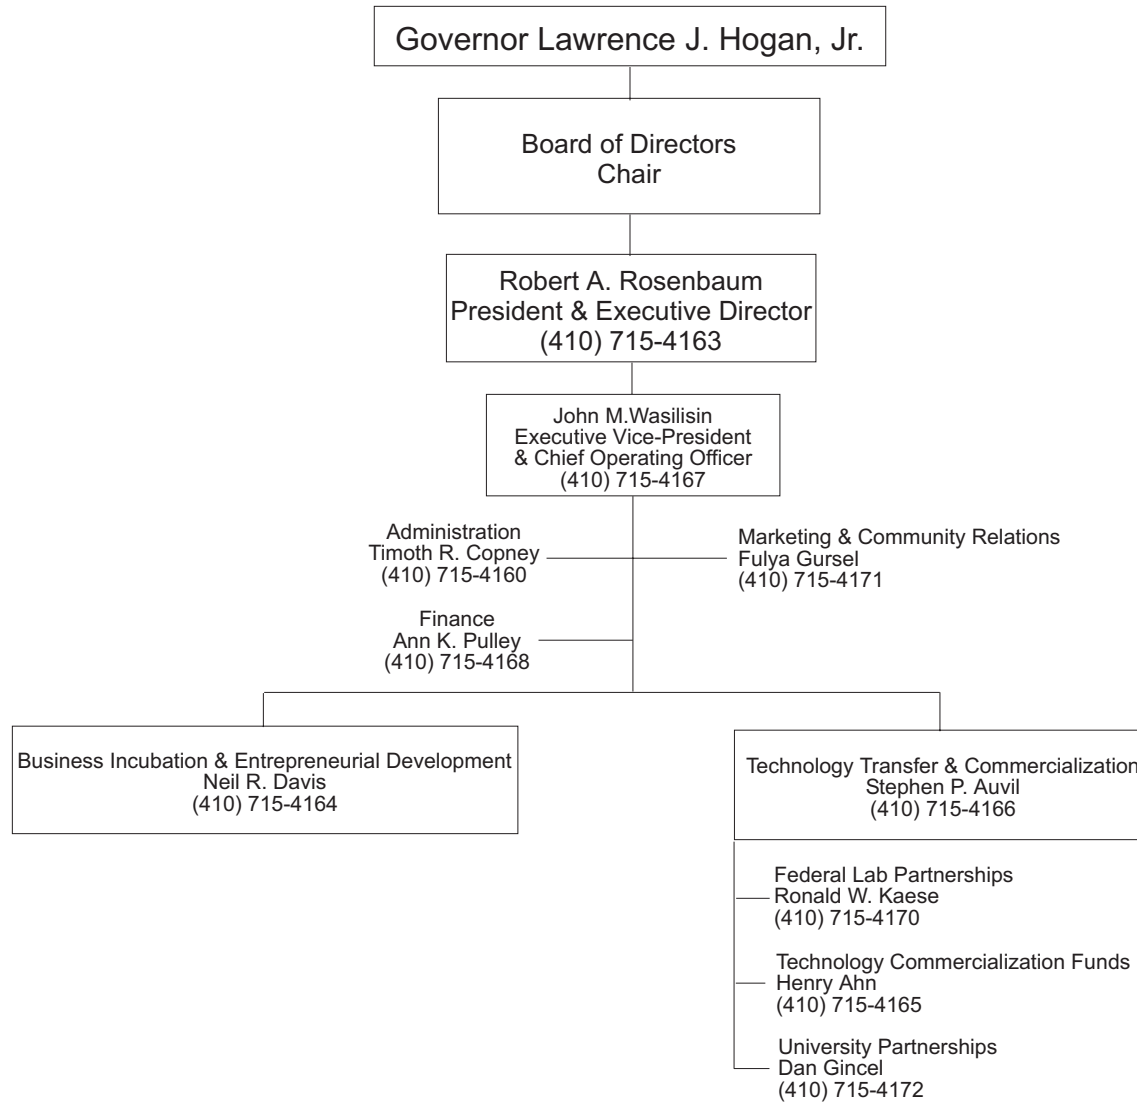 Governor Lawrence J. Hogan, Jr.
Board of Directors
Chair
Robert A. Rosenbaum
President & Executive Director
(410) 715-4163
John M.Wasilisin
Executive Vice-President
& Chief Operating Officer
(410) 715-4167
Administration
Timoth R. Copney
(410) 715-4160
Marketing & Community Relations
Fulya Gursel
(410) 715-4171
Finance
Ann K. Pulley
(410) 715-4168
Business Incubation & Entrepreneurial Development
Neil R. Davis
(410) 715-4164
Technology Transfer & Commercialization
Stephen P. Auvil
(410) 715-4166
Federal Lab Partnerships
Ronald W. Kaese
(410) 715-4170
Technology Commercialization Funds
Henry Ahn
(410) 715-4165
University Partnerships
Dan Gincel
(410) 715-4172